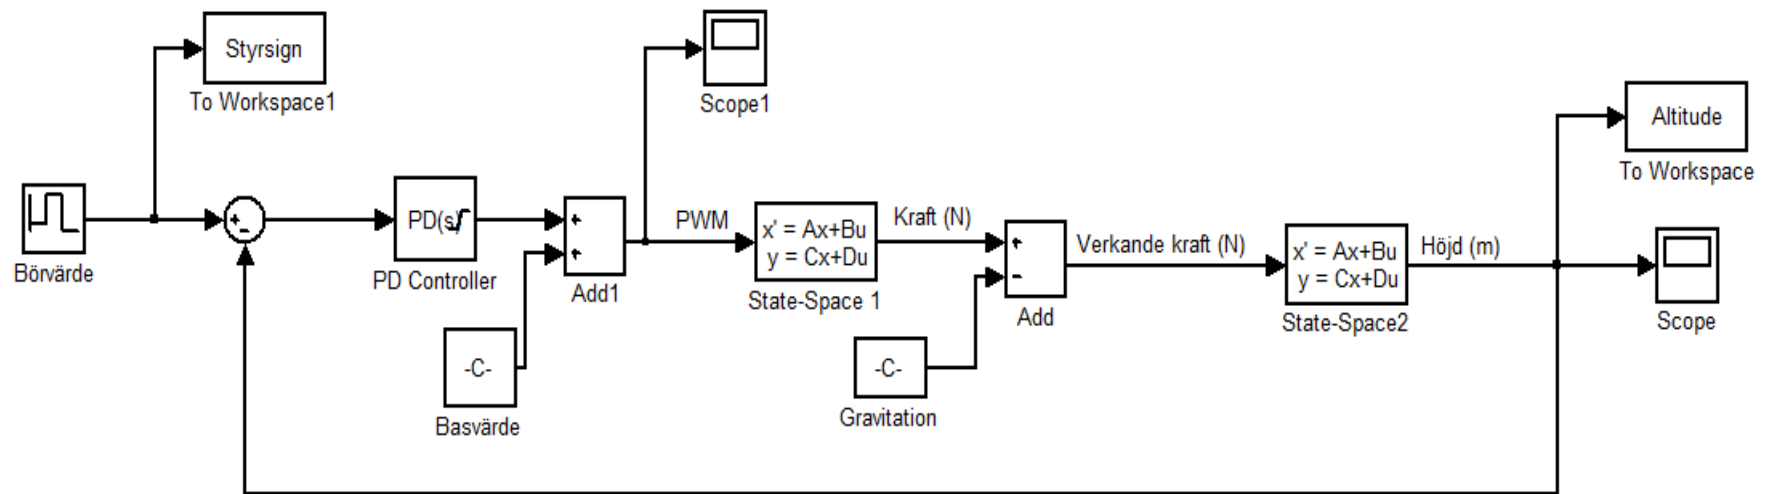 Styrsign
To Workspace1
Scope1
Altitude
To Workspace
Börvärde
+
-
PD(s)
PD Controller
+
+
Add1
PWM
x' = Ax+Bu
y = Cx+Du
State-Space 1
Kraft (N)
+
-
Add
Verkande kraft (N)
x' = Ax+Bu
y = Cx+Du
State-Space2
Höjd (m)
Scope
-C-
Basvärde
-C-
Gravitation